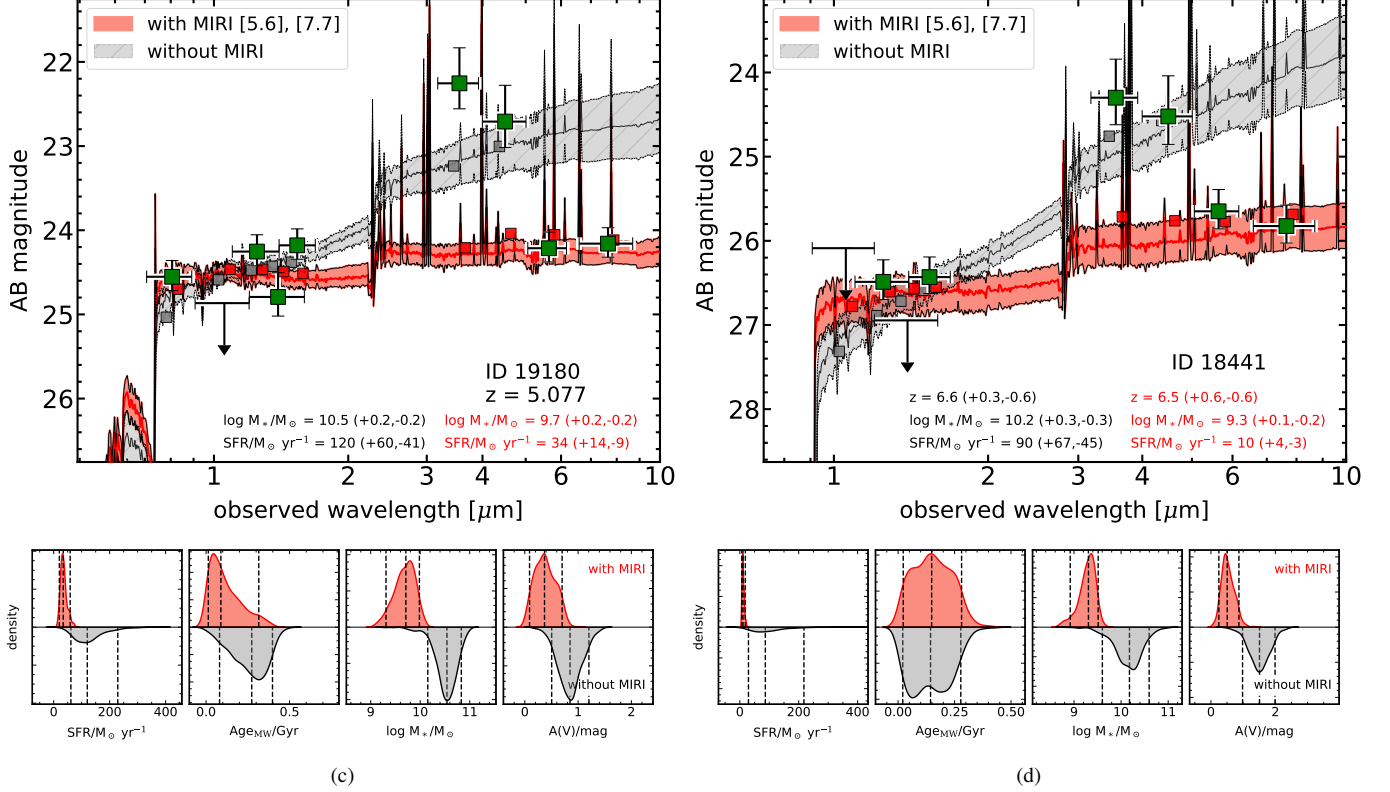 with MIRI [5.6], [7.7]
without MIRI
22
23
24
25
26
AB magnitude
ID 19180
z = 5.077
log M∗/M⊙ = 10.5 (+0.2,-0.2)
SFR/M⊙ yr⁻¹ = 120 (+60,-41)
log M∗/M⊙ = 9.7 (+0.2,-0.2)
SFR/M⊙ yr⁻¹ = 34 (+14,-9)
1 2 3 4 6 10
observed wavelength [μm]
with MIRI [5.6], [7.7]
without MIRI
24
25
26
27
28
AB magnitude
ID 18441
z = 6.6 (+0.3,-0.6)
log M∗/M⊙ = 10.2 (+0.3,-0.3)
SFR/M⊙ yr⁻¹ = 90 (+67,-45)
z = 6.5 (+0.6,-0.6)
log M∗/M⊙ = 9.3 (+0.1,-0.2)
SFR/M⊙ yr⁻¹ = 10 (+4,-3)
1 2 3 4 6 10
observed wavelength [μm]
density
with MIRI
without MIRI
0 200 400
SFR/M⊙ yr⁻¹
0.0 0.5
AgeMW/Gyr
9 10 11
log M∗/M⊙
0 1 2
A(V)/mag
(c)
density
with MIRI
without MIRI
0 200 400
SFR/M⊙ yr⁻¹
0.00 0.25 0.50
AgeMW/Gyr
9 10 11
log M∗/M⊙
0 2
A(V)/mag
(d)